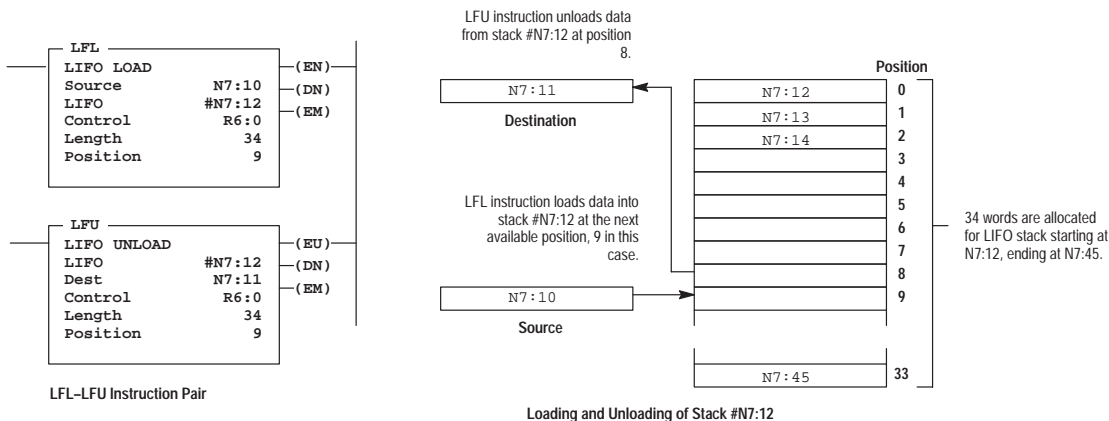 LFL
LIFO LOAD
Source N7:10
LIFO #N7:12
Control R6:0
Length 34
Position 9
(EN)
(DN)
(EM)
LFU
LIFO UNLOAD
LIFO #N7:12
Dest N7:11
Control R6:0
Length 34
Position 9
(EU)
(DN)
(EM)
LFL–LFU Instruction Pair
LFU instruction unloads data
from stack #N7:12 at position
8.
N7:11
Destination
LFL instruction loads data into
stack #N7:12 at the next
available position, 9 in this
case.
N7:10
Source
Position
N7:12 0
N7:13 1
N7:14 2
3
4
5
6
7
8
9
N7:45 33
34 words are allocated
for LIFO stack starting at
N7:12, ending at N7:45.
Loading and Unloading of Stack #N7:12